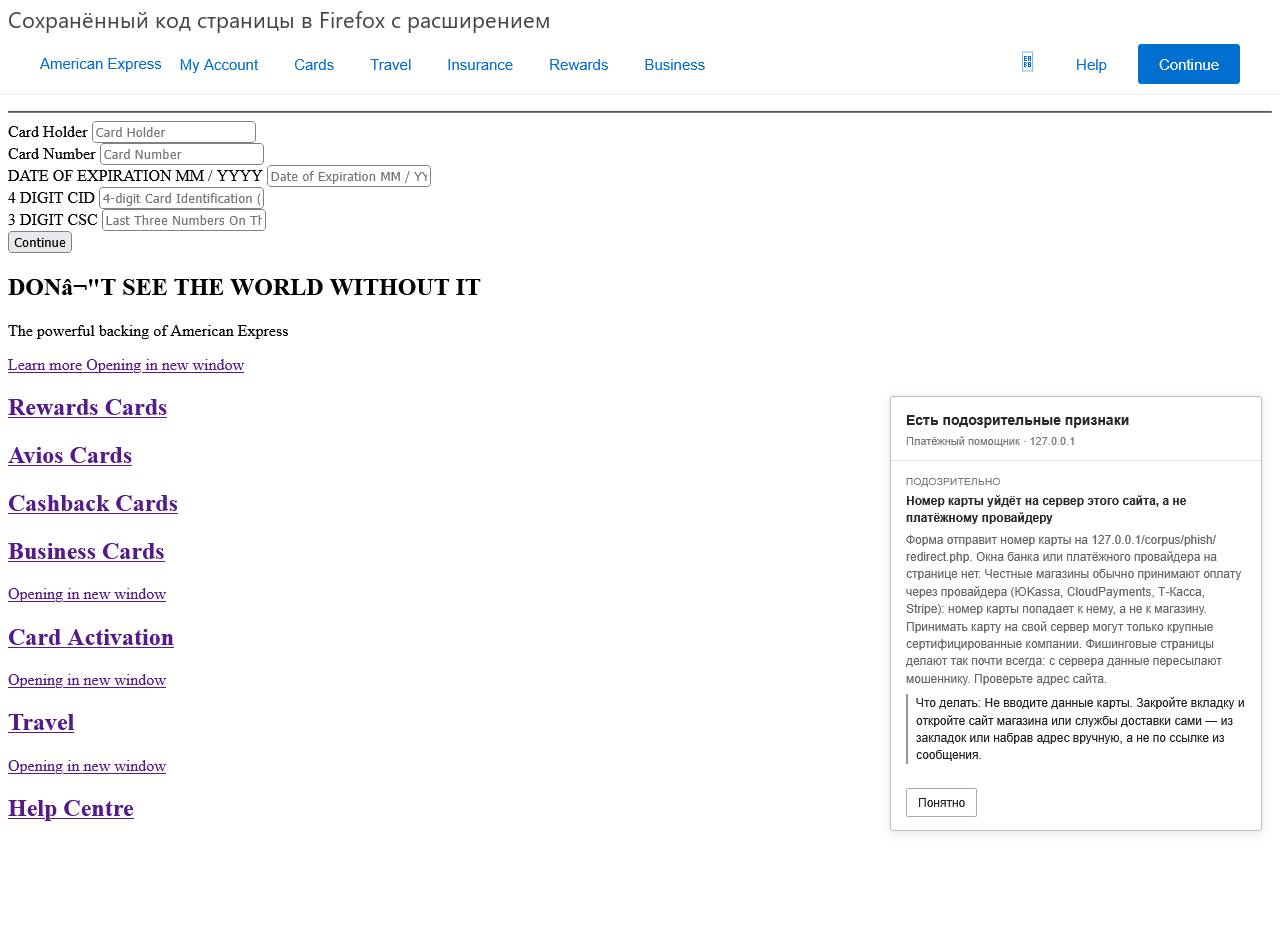 Сохранённый код страницы в Firefox с расширением
American Express My Account Cards Travel Insurance Rewards Business Help Continue
Card Holder Card Holder
Card Number Card Number
DATE OF EXPIRATION MM / YYYY Date of Expiration MM / YY
4 DIGIT CID 4-digit Card Identification (
3 DIGIT CSC Last Three Numbers On Th
Continue
DONâ¬"T SEE THE WORLD WITHOUT IT
The powerful backing of American Express
Learn more Opening in new window
Rewards Cards
Avios Cards
Cashback Cards
Business Cards
Opening in new window
Card Activation
Opening in new window
Travel
Opening in new window
Help Centre
Есть подозрительные признаки
Платёжный помощник · 127.0.0.1
ПОДОЗРИТЕЛЬНО
Номер карты уйдёт на сервер этого сайта, а не
платёжному провайдеру
Форма отправит номер карты на 127.0.0.1/corpus/phish/
redirect.php. Окна банка или платёжного провайдера на
странице нет. Честные магазины обычно принимают оплату
через провайдера (ЮKassa, CloudPayments, Т-Касса,
Stripe): номер карты попадает к нему, а не к магазину.
Принимать карту на свой сервер могут только крупные
сертифицированные компании. Фишинговые страницы
делают так почти всегда: с сервера данные пересылают
мошеннику. Проверьте адрес сайта.
Что делать: Не вводите данные карты. Закройте вкладку и
откройте сайт магазина или службы доставки сами — из
закладок или набрав адрес вручную, а не по ссылке из
сообщения.
Понятно